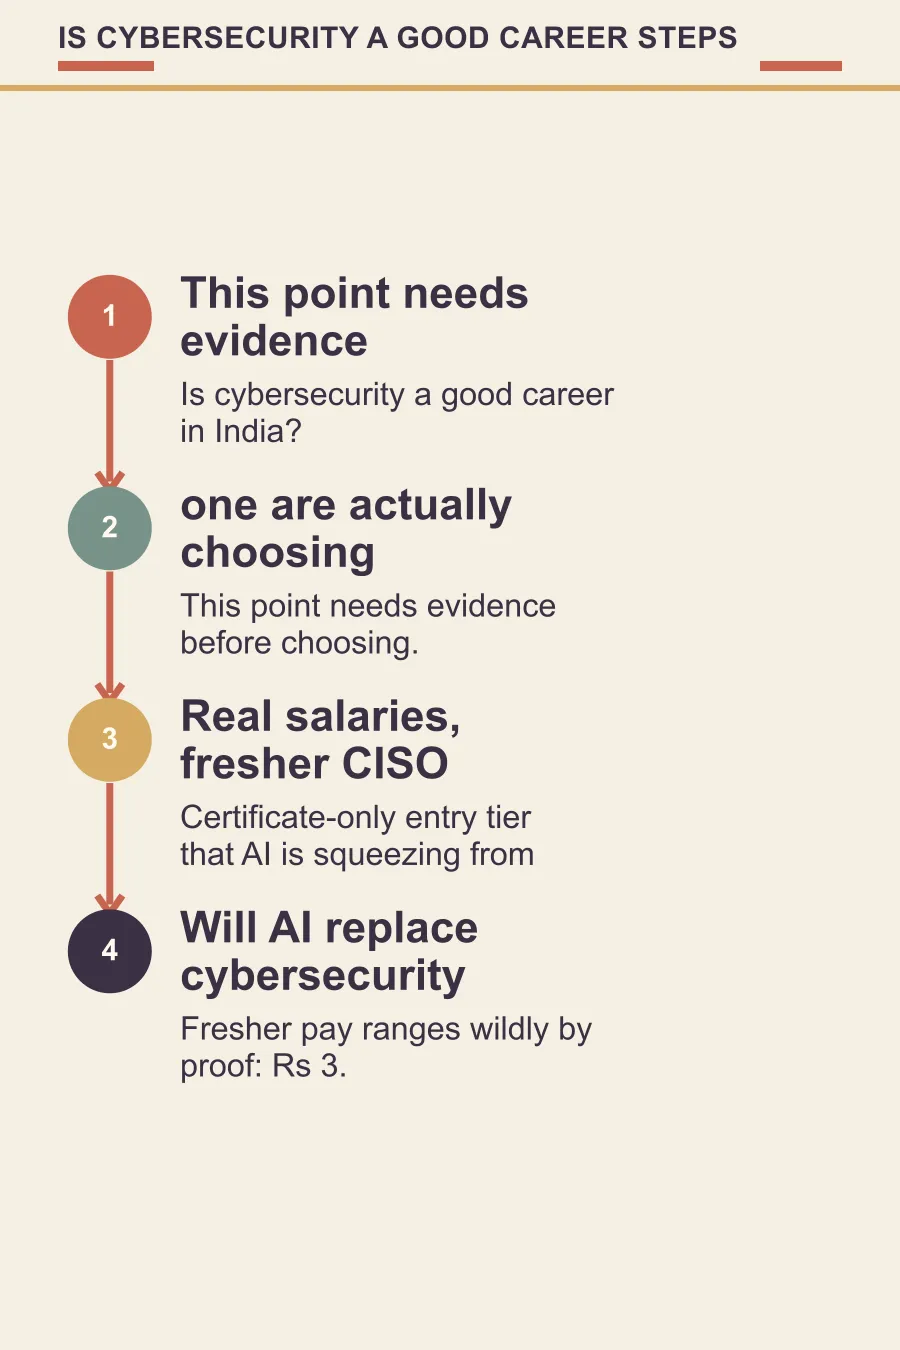 IS CYBERSECURITY A GOOD CAREER STEPS
1
This point needs
evidence
Is cybersecurity a good career
in India?
2
one are actually
choosing
This point needs evidence
before choosing.
3
Real salaries,
fresher CISO
Certificate-only entry tier
that AI is squeezing from
4
Will AI replace
cybersecurity
Fresher pay ranges wildly by
proof: Rs 3.